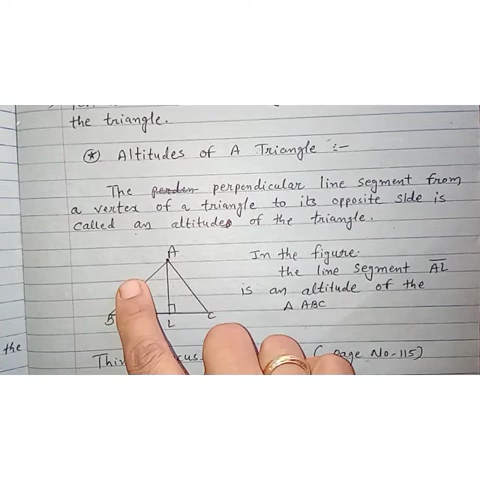 the triangle.
(*) Altitudes of A Triangle :-
The perpendicular line segment from
a vertex of a triangle to its opposite side is
called an altitude of the triangle.
A
B
L
C
In the figure.
the line segment AL
is an altitude of the
Δ ABC
the
(page No-115)